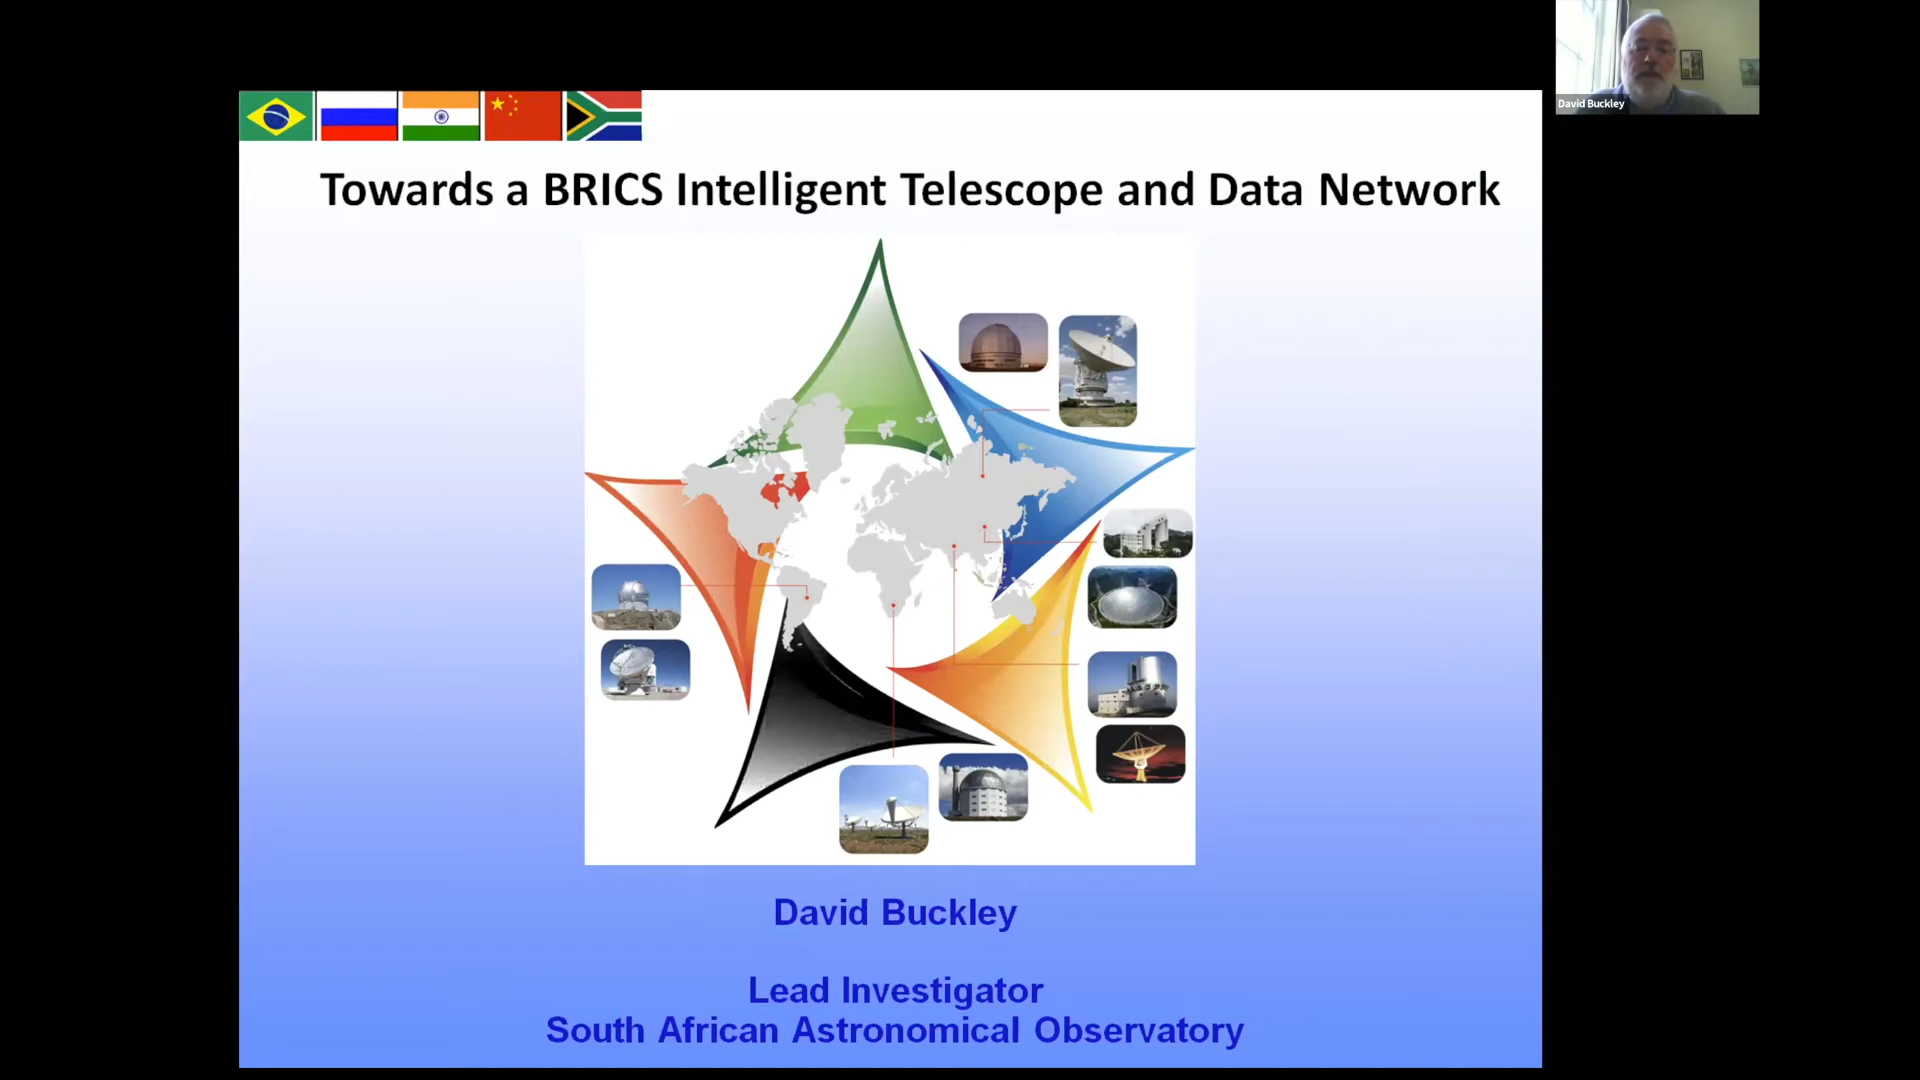 David Buckley
Towards a BRICS Intelligent Telescope and Data Network
David Buckley
Lead Investigator
South African Astronomical Observatory